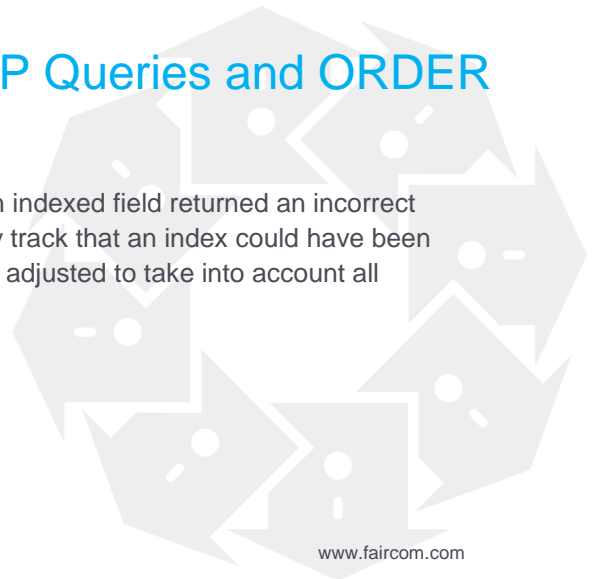 P Queries and ORDER
indexed field returned an incorrect
track that an index could have been
adjusted to take into account all
www.faircom.com